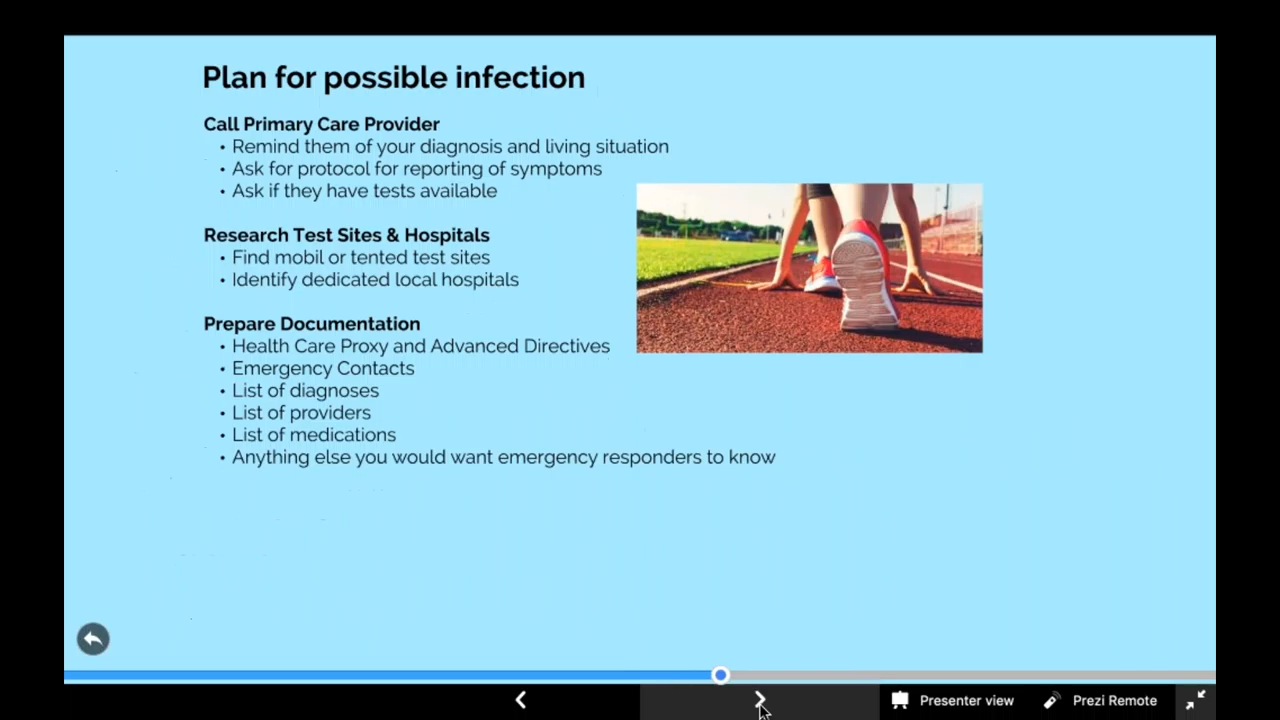 Plan for possible infection
Call Primary Care Provider
• Remind them of your diagnosis and living situation
• Ask for protocol for reporting of symptoms
• Ask if they have tests available
Research Test Sites & Hospitals
• Find mobil or tented test sites
• Identify dedicated local hospitals
Prepare Documentation
• Health Care Proxy and Advanced Directives
• Emergency Contacts
• List of diagnoses
• List of providers
• List of medications
• Anything else you would want emergency responders to know
Presenter view
Prezi Remote